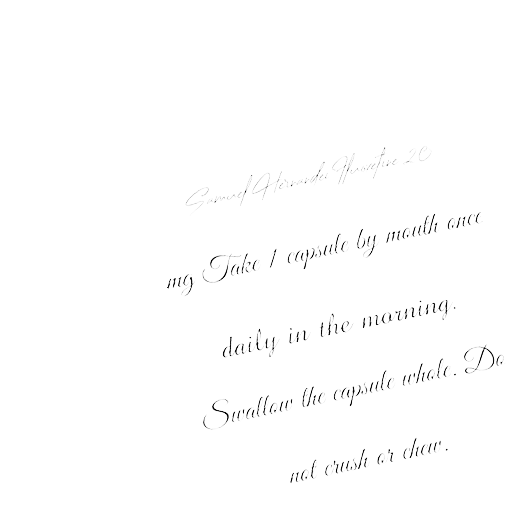 Samuel Hernandez Fluoxetine 20
mg Take 1 capsule by mouth once
daily in the morning.
Swallow the capsule whole. Do
not crush or chew.